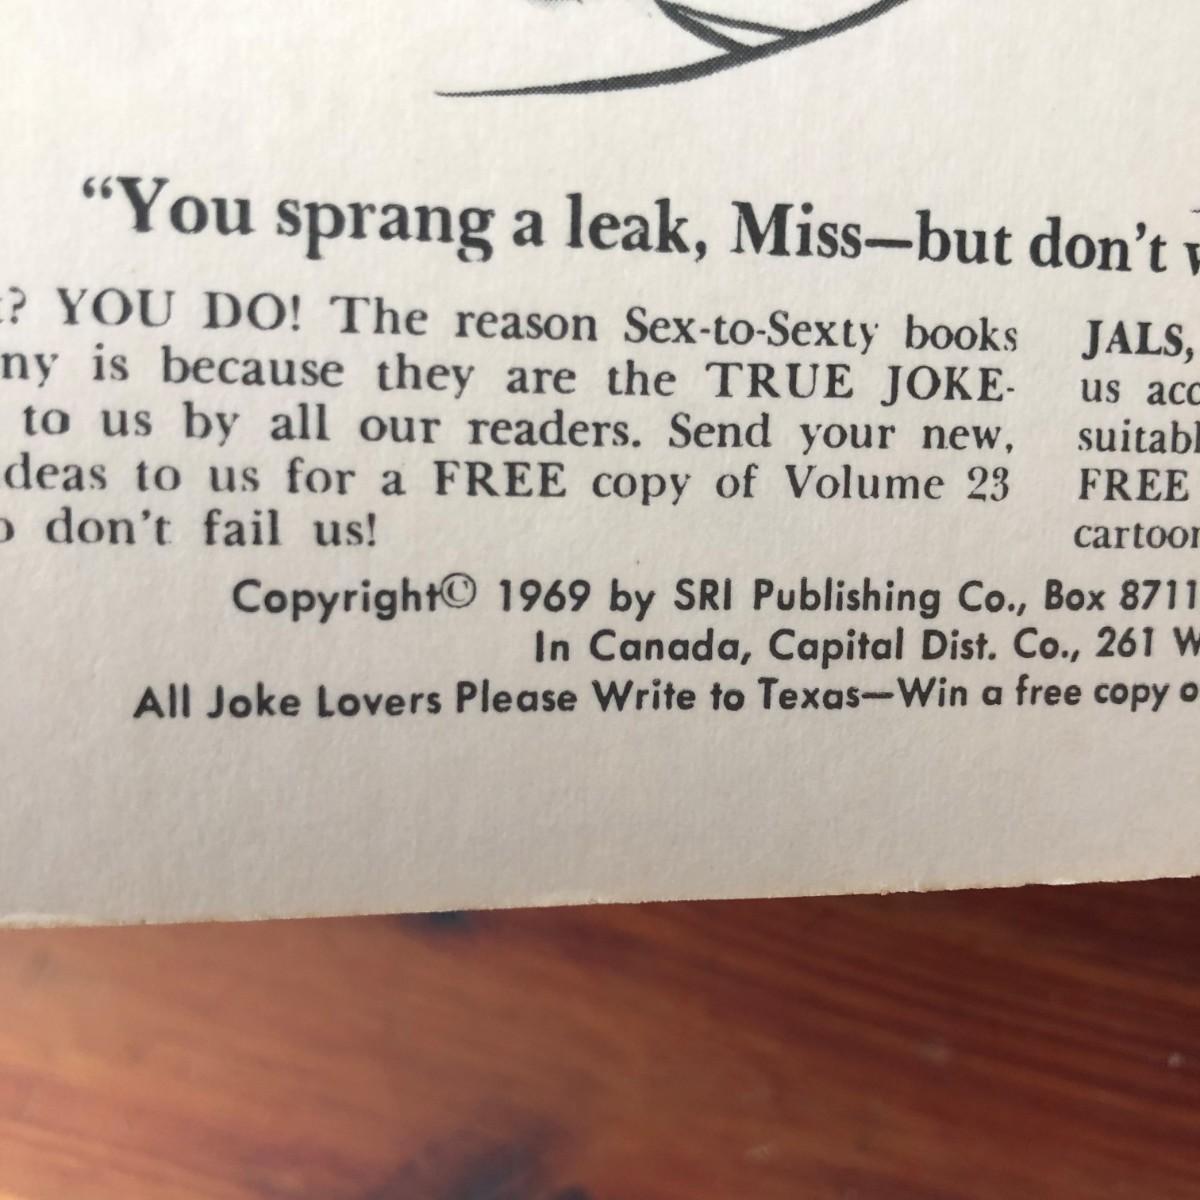 “You sprang a leak, Miss—but don't
? YOU DO! The reason Sex-to-Sexty books
ny is because they are the TRUE JOKE-
to us by all our readers. Send your new,
deas to us for a FREE copy of Volume 23
o don't fail us!
JALS,
us acc
suitabl
FREE
cartoon
Copyright© 1969 by SRI Publishing Co., Box 8711
In Canada, Capital Dist. Co., 261 W
All Joke Lovers Please Write to Texas—Win a free copy o